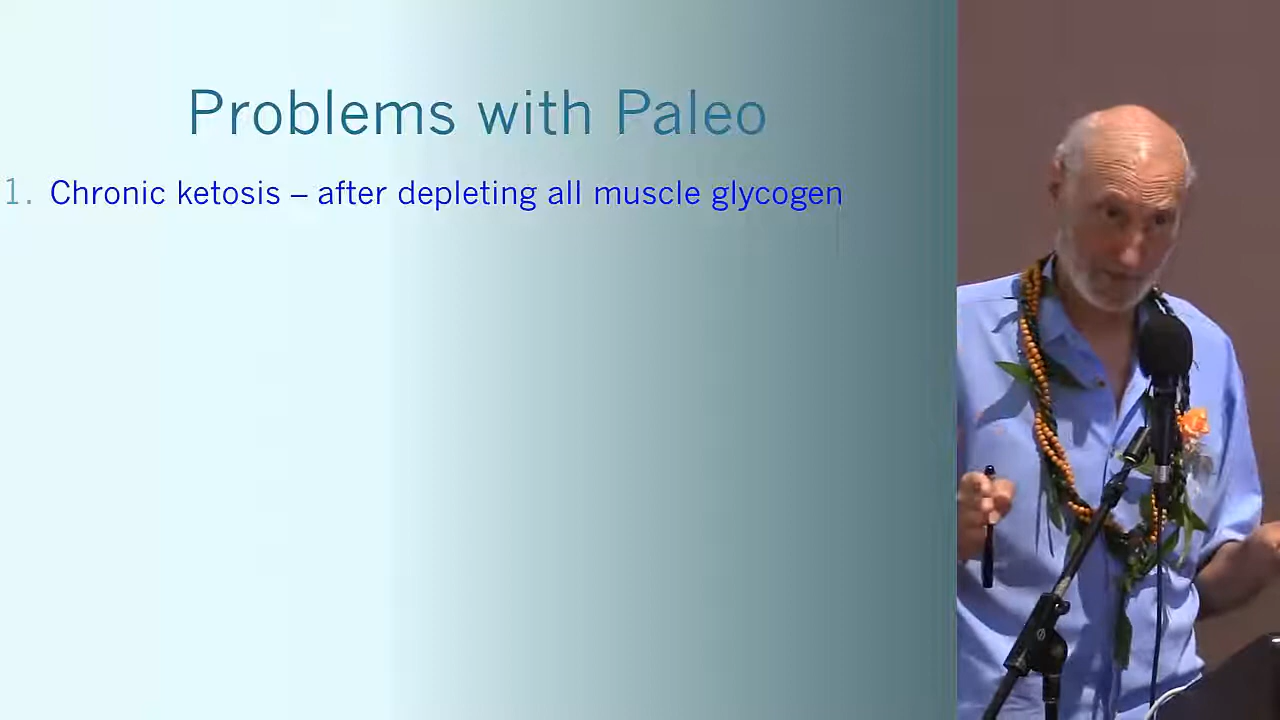 Problems with Paleo
1. Chronic ketosis – after depleting all muscle glycogen